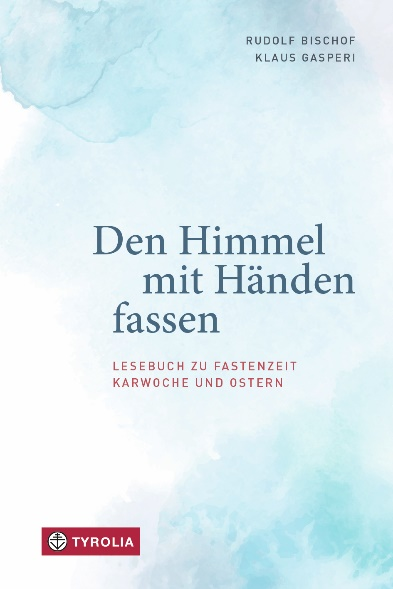 RUDOLF BISCHOF
KLAUS GASPERI
Den Himmel
mit Händen
fassen
LESEBUCH ZU FASTENZEIT
KARWOCHE UND OSTERN
TYROLIA